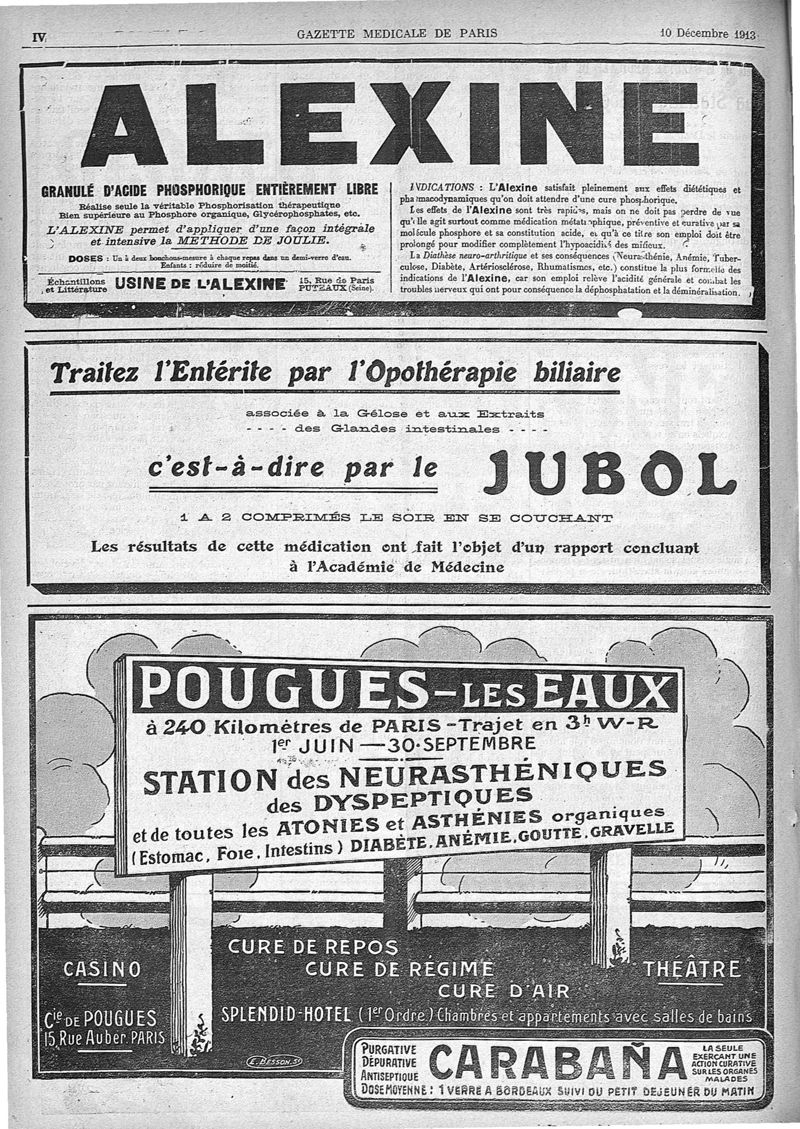 IV
GAZETTE MEDICALE DE PARIS
10 Décembre 1913
ALEXINE
GRANULÉ D'ACIDE PHOSPHORIQUE ENTIÈREMENT LIBRE
Réalise seule la véritable Phosphorisation thérapeutique
Bien supérieure au Phosphore organique, Glycérophosphates, etc.
L'ALEXINE permet d'appliquer d'une façon intégrale
et intensive la METHODE DE JOULIE.
DOSES : Un à deux bouchons-mesure à chaque repas dans un demi-verre d'eau.
Enfants : réduire de moitié.
Échantillons
et Littérature
USINE DE L'ALEXINE
15, Rue de Paris
PUTEAUX (Seine).
INDICATIONS : L'Alexine satisfait pleinement aux effets diététiques et
pharmacodynamiques qu'on doit attendre d'une cure phosphorique.
Les effets de l'Alexine sont très rapides, mais on ne doit pas perdre de vue
qu'elle agit surtout comme médication métatrophique, préventive et curative par sa
molécule phosphore et sa constitution acide, et qu'à ce titre son emploi doit être
prolongé pour modifier complètement l'hypoacidité des milieux.
La Diathèse neuro-arthritique et ses conséquences (Neurasthénie, Anémie, Tuber-
culose, Diabète, Artériosclérose, Rhumatismes, etc.) constitue la plus formelle des
indications de l'Alexine, car son emploi relève l'acidité générale et combat les
troubles nerveux qui ont pour conséquence la déphosphatation et la déminéralisation.
Traitez l'Entérite par l'Opothérapie biliaire
associée à la Gélose et aux Extraits
- - - - des Glandes intestinales - - - -
c'est-à-dire par le JUBOL
1 A 2 COMPRIMÉS LE SOIR EN SE COUCHANT
Les résultats de cette médication ont fait l'objet d'un rapport concluant
à l'Académie de Médecine
POUGUES-LES EAUX
à 240 Kilomètres de PARIS - Trajet en 3h W-R
1er JUIN — 30 SEPTEMBRE
STATION des NEURASTHÉNIQUES
des DYSPEPTIQUES
et de toutes les ATONIES et ASTHÉNIES organiques
(Estomac, Foie, Intestins) DIABÈTE, ANÉMIE, GOUTTE, GRAVELLE
CURE DE REPOS
CASINO
CURE DE RÉGIME
THEÂTRE
CURE D'AIR
Cie DE POUGUES
15, Rue Auber PARIS
SPLENDID-HOTEL (1er Ordre) Chambres et appartements avec salles de bains
E. BESSON
PURGATIVE
DÉPURATIVE
ANTISEPTIQUE
CARABAÑA
LA SEULE
EXERÇANT UNE
ACTION CURATIVE
SUR LES ORGANES
MALADES
DOSE MOYENNE : 1 VERRE A BORDEAUX SUIVI DU PETIT DEJEUNER DU MATIN